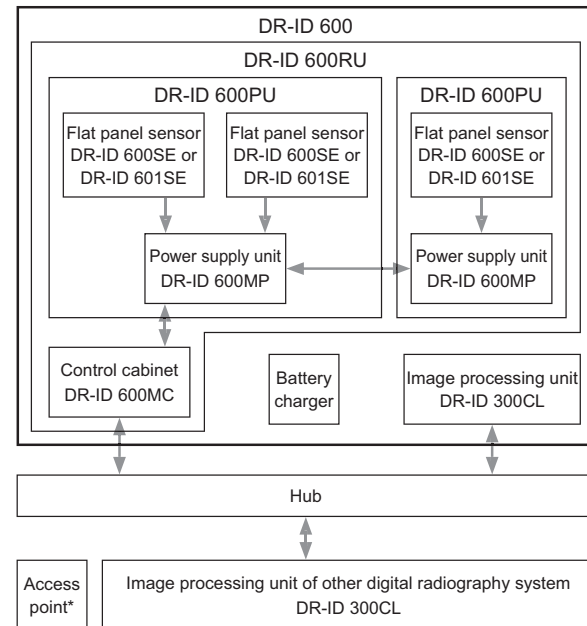 DR-ID 600
DR-ID 600RU
DR-ID 600PU
Flat panel sensor
DR-ID 600SE or
DR-ID 601SE
Flat panel sensor
DR-ID 600SE or
DR-ID 601SE
Power supply unit
DR-ID 600MP
DR-ID 600PU
Flat panel sensor
DR-ID 600SE or
DR-ID 601SE
Power supply unit
DR-ID 600MP
Control cabinet
DR-ID 600MC
Battery
charger
Image processing unit
DR-ID 300CL
Hub
Access
point*
Image processing unit of other digital radiography system
DR-ID 300CL